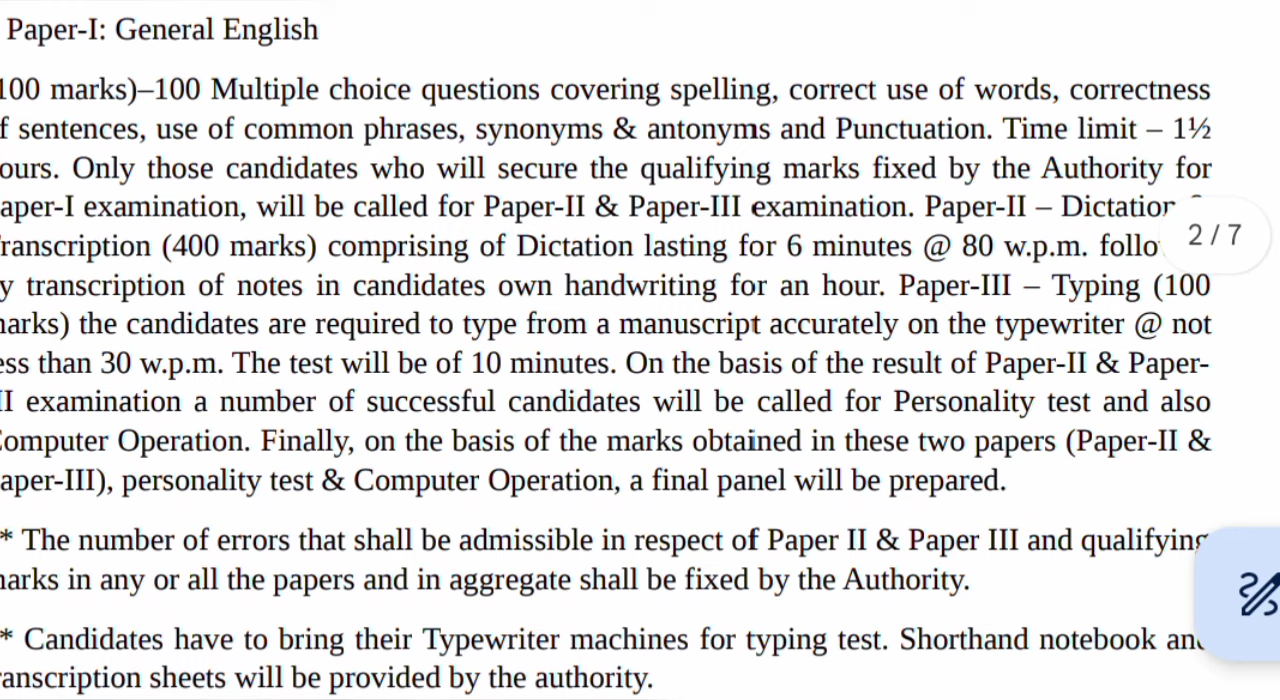 Paper-I: General English
100 marks)–100 Multiple choice questions covering spelling, correct use of words, correctness
f sentences, use of common phrases, synonyms & antonyms and Punctuation. Time limit – 1½
ours. Only those candidates who will secure the qualifying marks fixed by the Authority for
aper-I examination, will be called for Paper-II & Paper-III examination. Paper-II – Dictation
ranscription (400 marks) comprising of Dictation lasting for 6 minutes @ 80 w.p.m. follo
2 / 7
y transcription of notes in candidates own handwriting for an hour. Paper-III – Typing (100
arks) the candidates are required to type from a manuscript accurately on the typewriter @ not
ess than 30 w.p.m. The test will be of 10 minutes. On the basis of the result of Paper-II & Paper-
II examination a number of successful candidates will be called for Personality test and also
omputer Operation. Finally, on the basis of the marks obtained in these two papers (Paper-II &
aper-III), personality test & Computer Operation, a final panel will be prepared.
* The number of errors that shall be admissible in respect of Paper II & Paper III and qualifying
arks in any or all the papers and in aggregate shall be fixed by the Authority.
* Candidates have to bring their Typewriter machines for typing test. Shorthand notebook and
ranscription sheets will be provided by the authority.